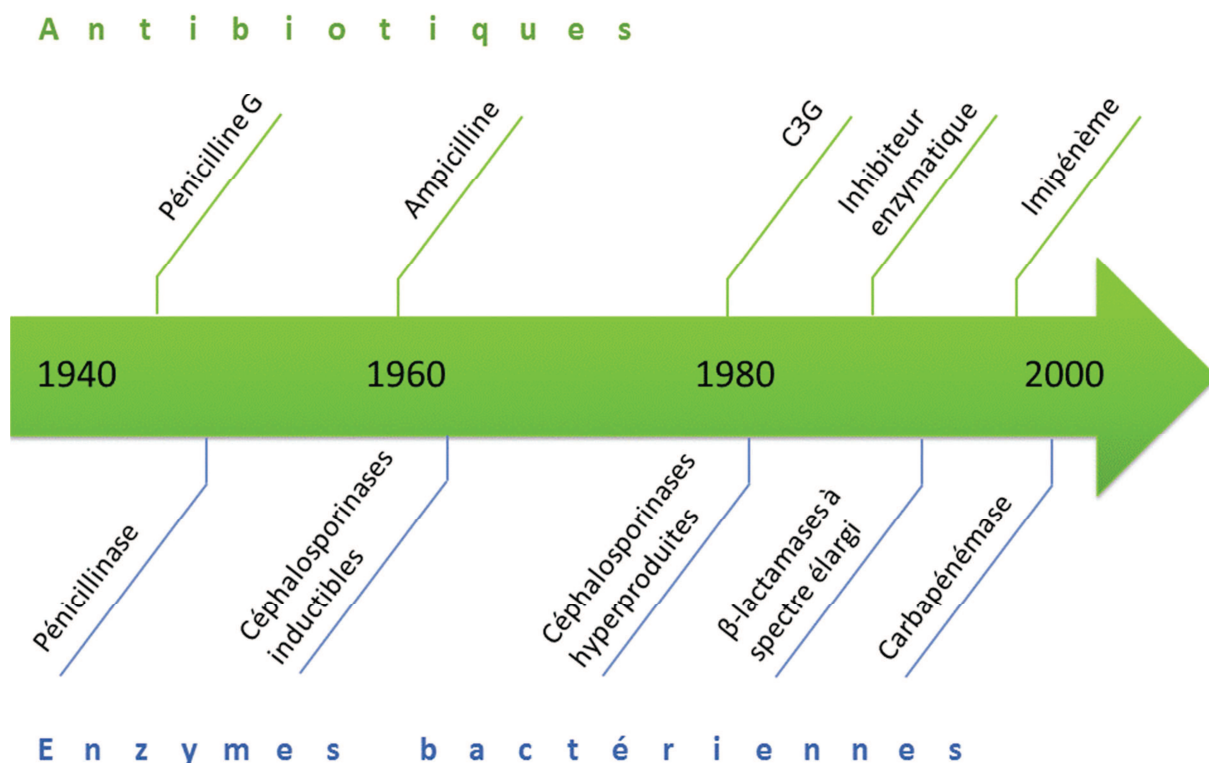 Antibiotiques
Pénicilline G
Ampicilline
C3G
Inhibiteur
enzymatique
Imipénème
1940
1960
1980
2000
Pénicillinase
Céphalosporinases
inductibles
Céphalosporinases
hyperproduites
β-lactamases à
spectre élargi
Carbapénémase
Enzymes bactériennes